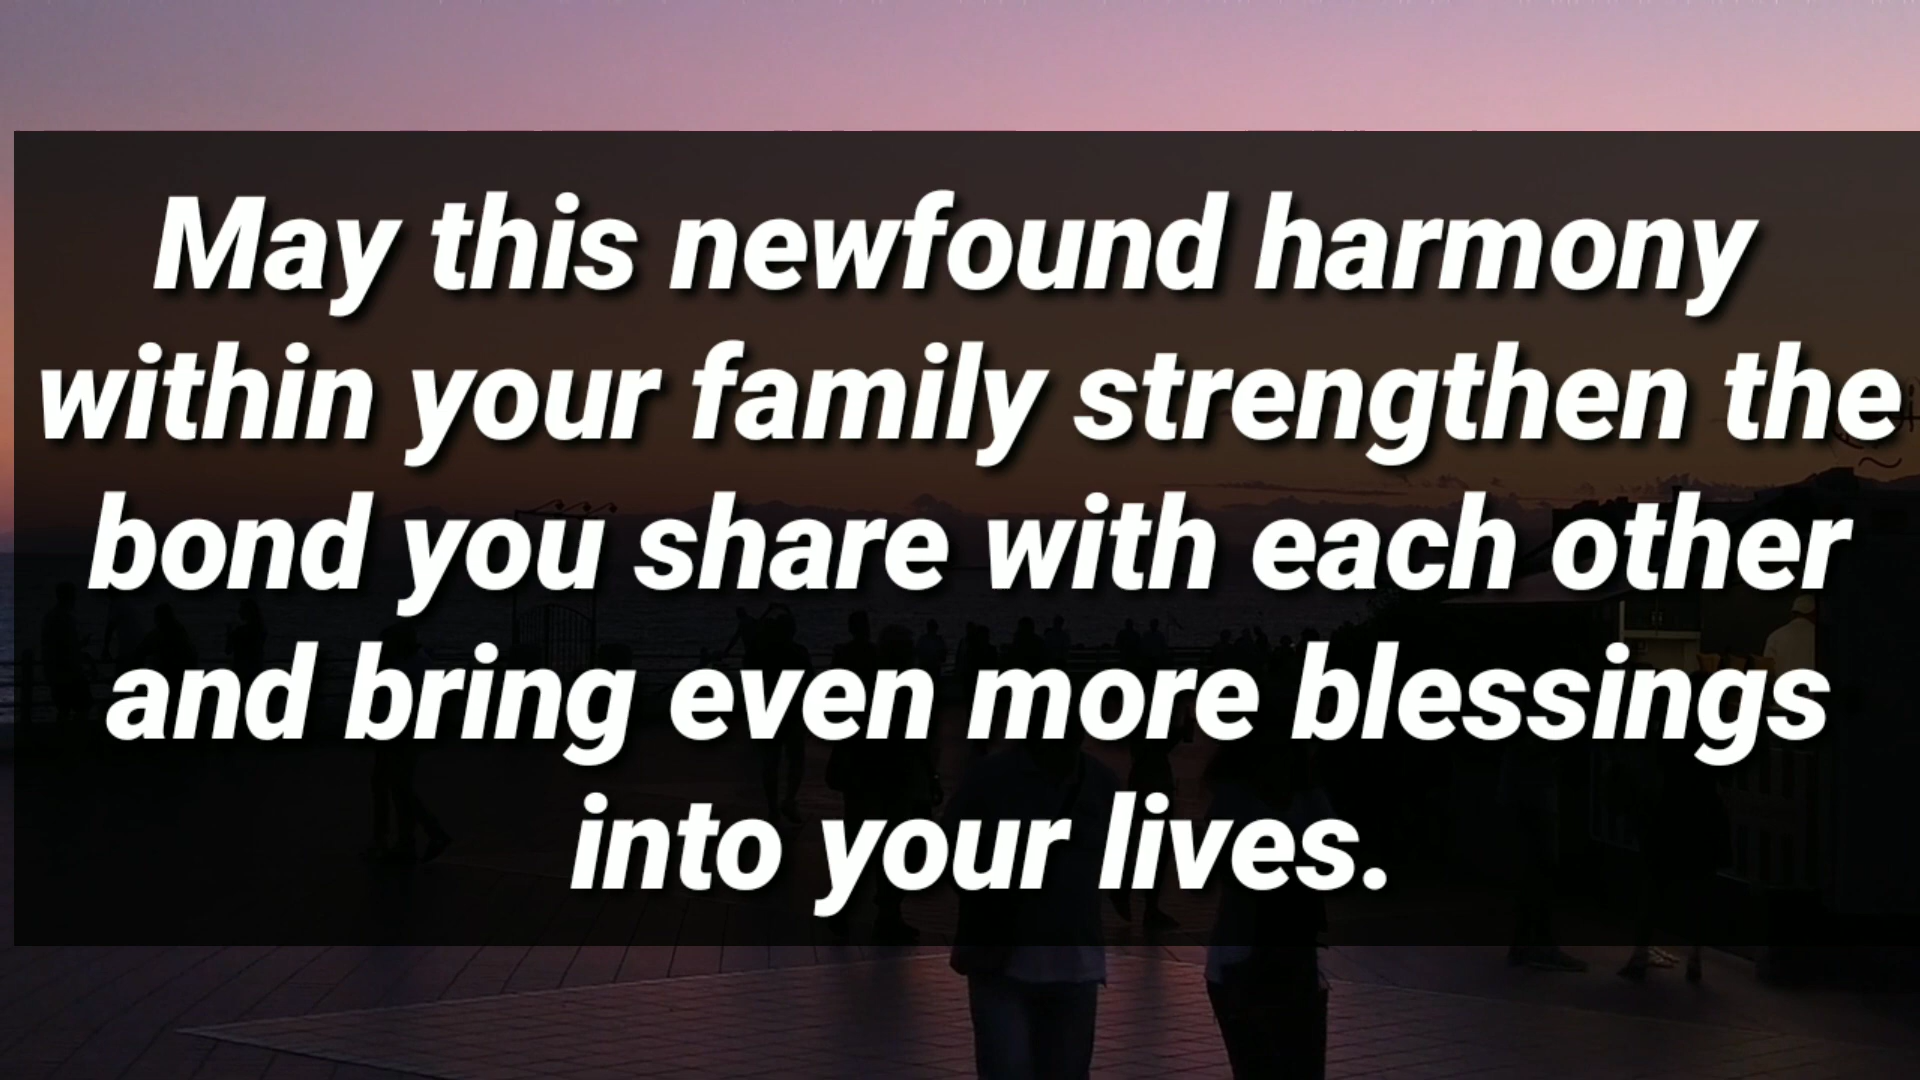 May this newfound harmony
within your family strengthen the
bond you share with each other
and bring even more blessings
into your lives.